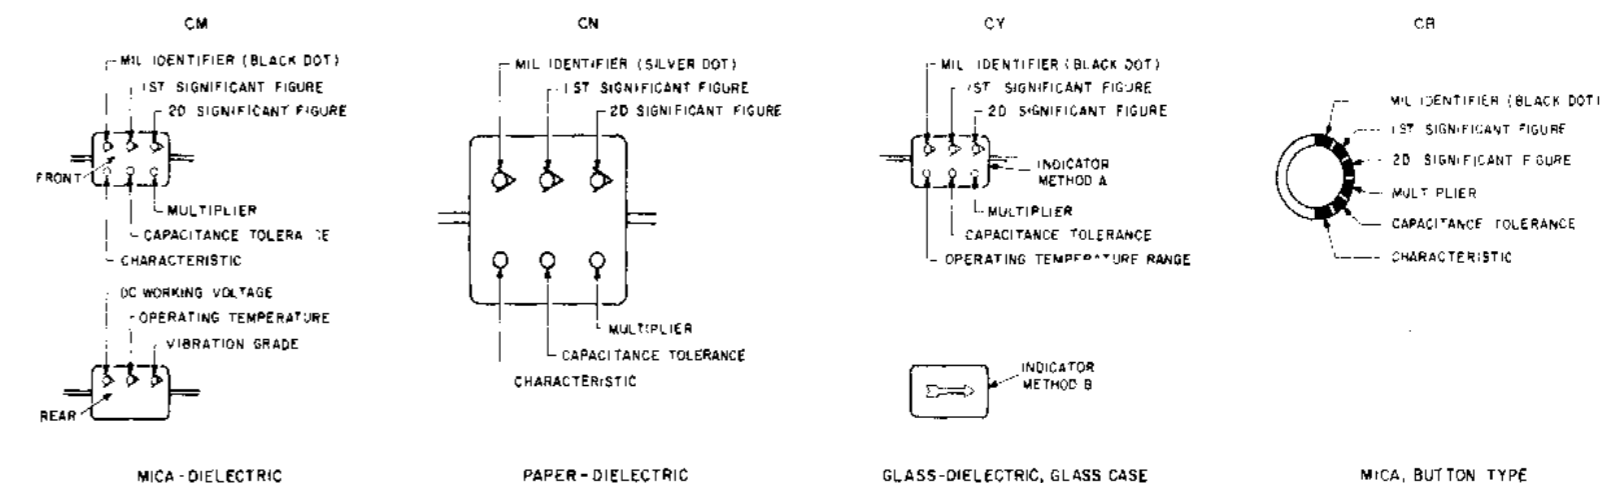 CM
MIL IDENTIFIER (BLACK DOT)
1ST SIGNIFICANT FIGURE
2D SIGNIFICANT FIGURE
FRONT
MULTIPLIER
CAPACITANCE
CHARACTERISTIC
DC WORKING VOLTAGE
OPERATING TEMPERATURE
VIBRATION GRADE
REAR
MICA-DIELECTRIC
CN
MIL IDENTIFIER (SILVER DOT)
1ST SIGNIFICANT FIGURE
2D SIGNIFICANT FIGURE
MULTIPLIER
CAPACITANCE TOLERANCE
CHARACTERISTIC
PAPER-DIELECTRIC
CY
MIL IDENTIFIER (BLACK DOT)
1ST SIGNIFICANT FIGURE
2D SIGNIFICANT FIGURE
INDICATOR
METHOD A
MULTIPLIER
CAPACITANCE TOLERANCE
OPERATING TEMPERATURE RANGE
INDICATOR
METHOD B
GLASS-DIELECTRIC, GLASS CASE
MIL IDENTIFIER (BLACK DOT)
1ST SIGNIFICANT FIGURE
2D SIGNIFICANT FIGURE
MULTIPLIER
CAPACITANCE TOLERANCE
CHARACTERISTIC
MICA, BUTTON TYPE